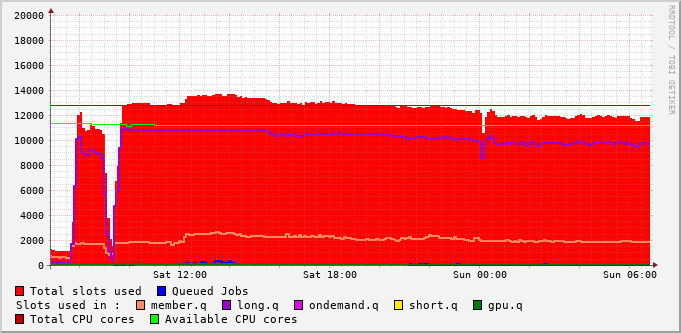 20000
18000
16000
14000
12000
10000
8000
6000
4000
2000
0
Sat 12:00 Sat 18:00 Sun 00:00 Sun 06:00
RRDTOOL / TOBI OETIKER
Total slots used Queued Jobs
Slots used in : member.q long.q ondemand.q short.q gpu.q
Total CPU cores Available CPU cores